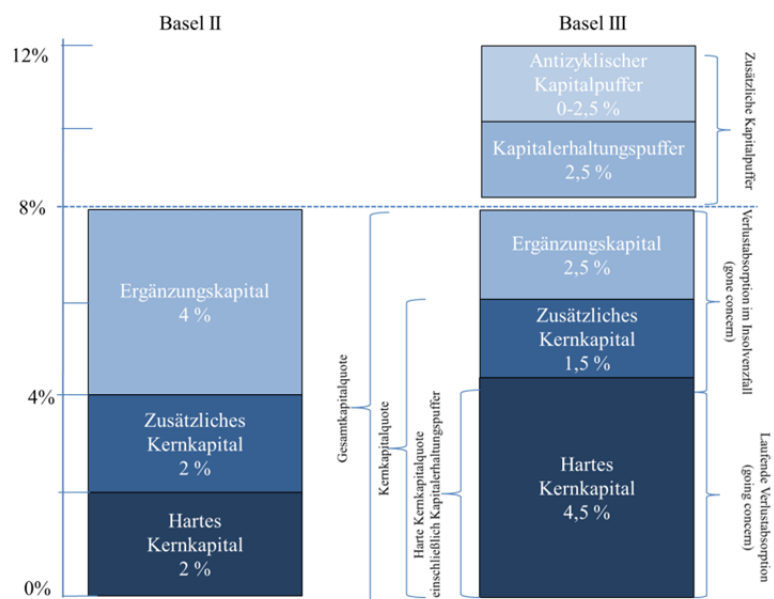 Basel II
Basel III
12%
8%
4%
0%
Ergänzungskapital
4 %
Zusätzliches
Kernkapital
2 %
Hartes
Kernkapital
2 %
Gesamtkapitalquote
Kernkapitalquote
Harte Kernkapitalquote
einschließlich Kapitalerhaltungspuffer
Antizyklischer
Kapitalpuffer
0-2,5 %
Kapitalerhaltungspuffer
2,5 %
Ergänzungskapital
2,5 %
Zusätzliches
Kernkapital
1,5 %
Hartes
Kernkapital
4,5 %
Zusätzliche Kapitalpuffer
Verlustabsorption im Insolvenzfall
(gone concern)
Laufende Verlustabsorption
(going concern)